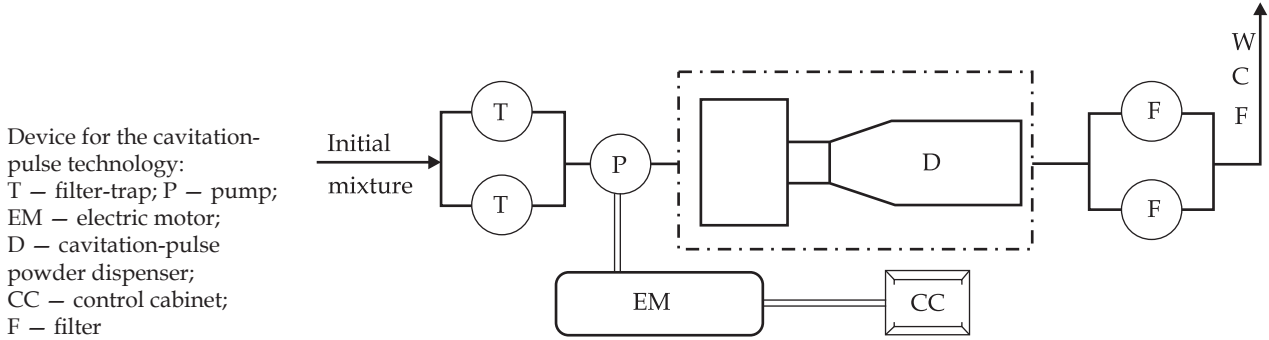 Device for the cavitation-
pulse technology:
T — filter-trap; P — pump;
EM — electric motor;
D — cavitation-pulse
powder dispenser;
CC — control cabinet;
F — filter
Initial
mixture
T
T
P
D
EM
CC
F
F
W
C
F